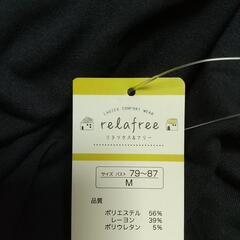 LADIES COMFORT WEAR
relafree
リラックス&フリー
サイズ バスト 79~87
M
品質
ポリエステル 56%
レーヨン 39%
ポリウレタン 5%